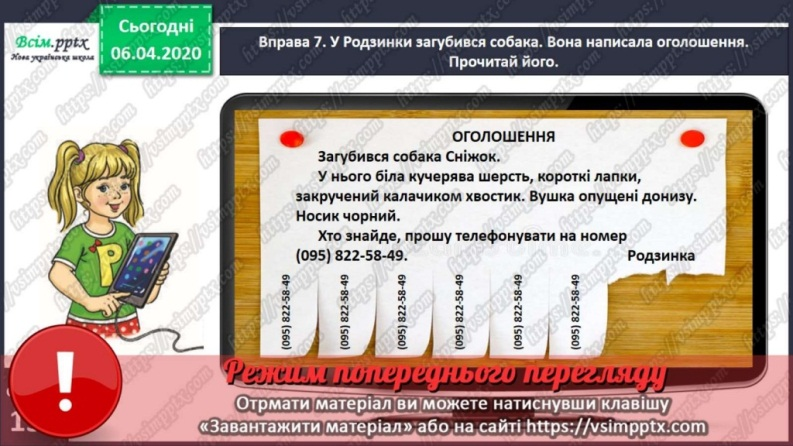 Сьогодні
06.04.2020
Всім.pptx
Нова українська школа
Вправа 7. У Родзинки загубився собака. Вона написала оголошення.
Прочитай його.
ОГОЛОШЕННЯ
Загубився собака Сніжок.
У нього біла кучерява шерсть, короткі лапки,
закручений калачиком хвостик. Вушка опущені донизу.
Носик чорний.
Хто знайде, прошу телефонувати на номер
(095) 822-58-49. Родзинка
(095) 822-58-49
(095) 822-58-49
(095) 822-58-49
(095) 822-58-49
(095) 822-58-49
(095) 822-58-49
Р
Режим попереднього перегляду
Отрмати матеріал ви можете натиснувши клавішу
«Завантажити матеріал» або на сайті https://vsimpptx.com